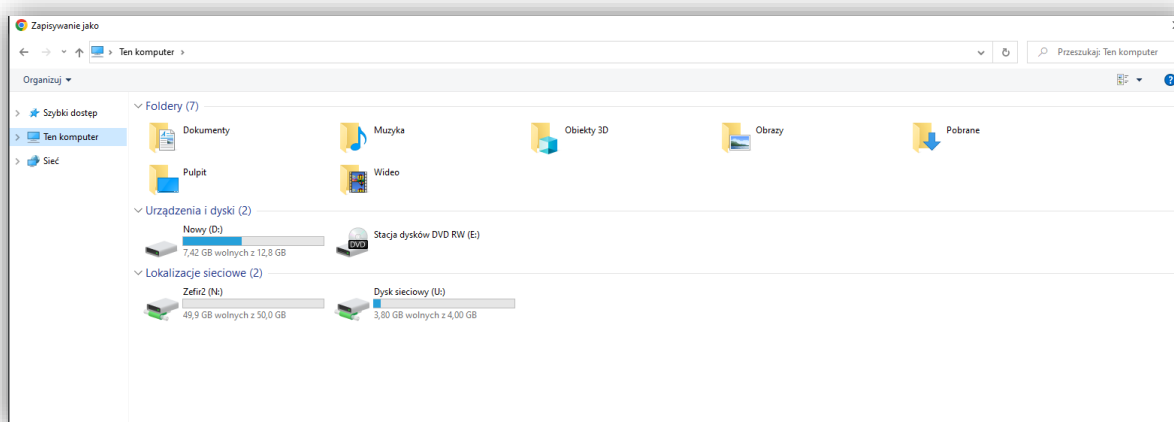 Zapisywanie jako
Ten komputer
Przeszukaj: Ten komputer
Organizuj
Szybki dostęp
Ten komputer
Sieć
Foldery (7)
Dokumenty
Muzyka
Obiekty 3D
Obrazy
Pobrane
Pulpit
Wideo
Urządzenia i dyski (2)
Nowy (D:)
7,42 GB wolnych z 12,8 GB
DVD
Stacja dysków DVD RW (E:)
Lokalizacje sieciowe (2)
Zefir2 (N:)
49,9 GB wolnych z 50,0 GB
Dysk sieciowy (U:)
3,80 GB wolnych z 4,00 GB